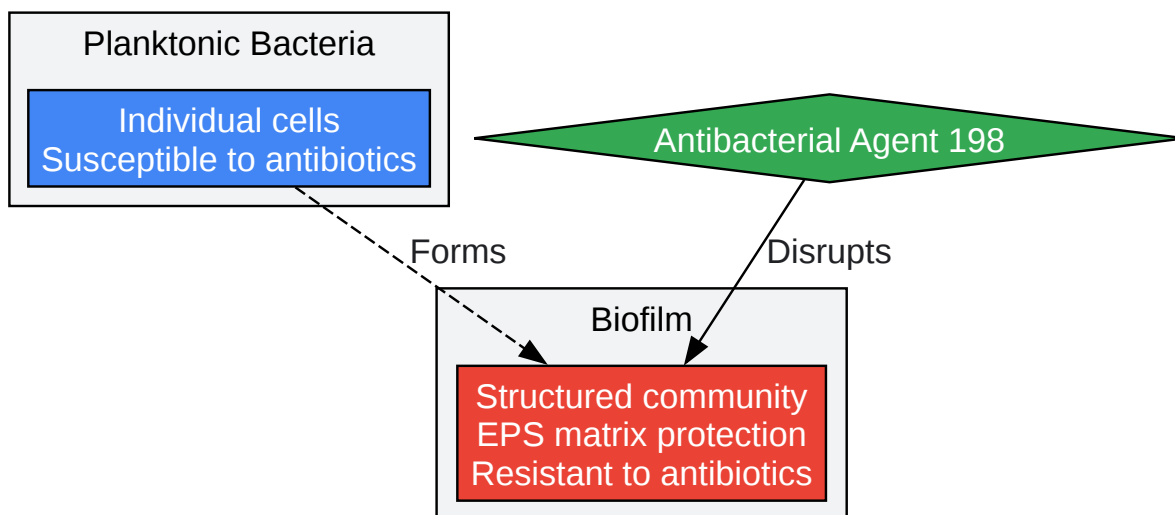 Planktonic Bacteria
Individual cells
Susceptible to antibiotics
Antibacterial Agent 198
Forms
Disrupts
Biofilm
Structured community
EPS matrix protection
Resistant to antibiotics